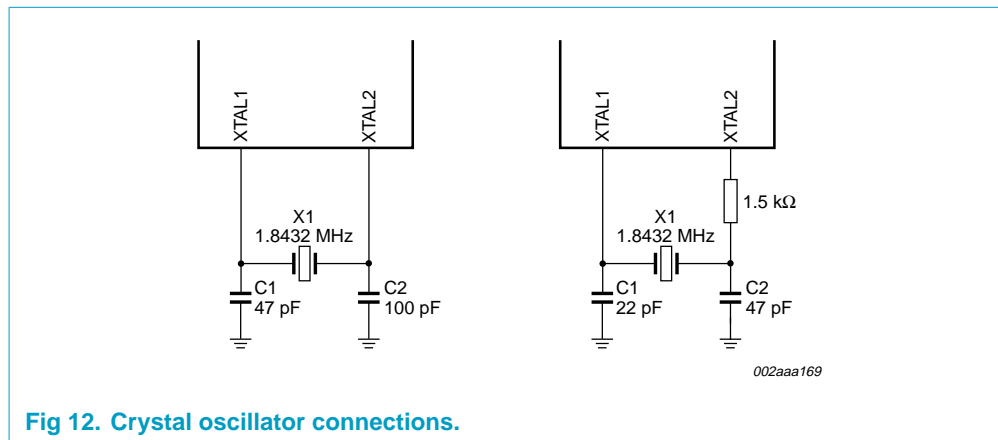 XTAL1
XTAL2
X1
1.8432 MHz
C1
47 pF
C2
100 pF
XTAL1
XTAL2
1.5 kΩ
X1
1.8432 MHz
C1
22 pF
C2
47 pF
002aaa169
Fig 12. Crystal oscillator connections.